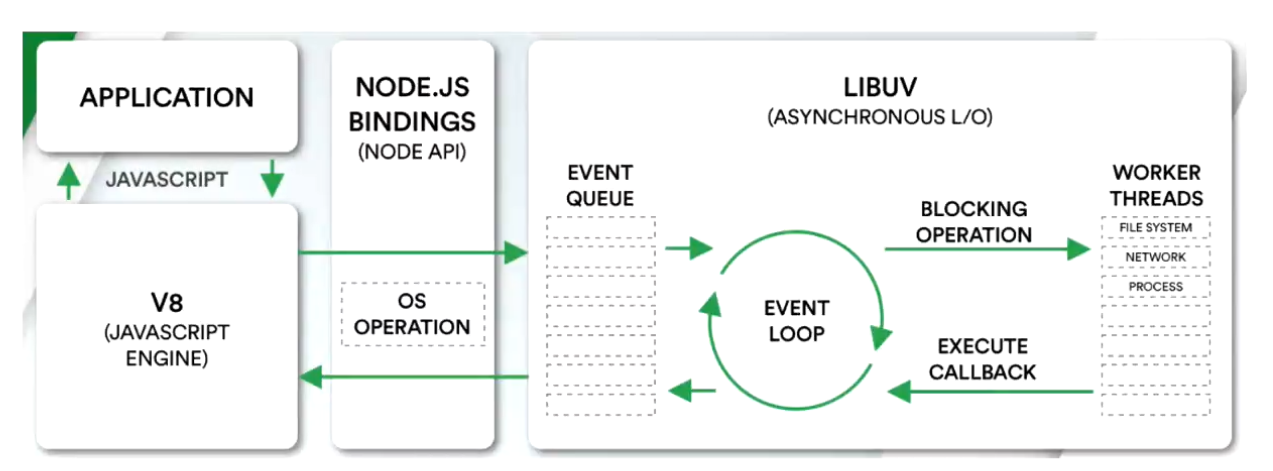 APPLICATION
JAVASCRIPT
V8
(JAVASCRIPT
ENGINE)
NODE.JS
BINDINGS
(NODE API)
OS
OPERATION
LIBUV
(ASYNCHRONOUS L/O)
EVENT
QUEUE
EVENT
LOOP
BLOCKING
OPERATION
EXECUTE
CALLBACK
WORKER
THREADS
FILE SYSTEM
NETWORK
PROCESS